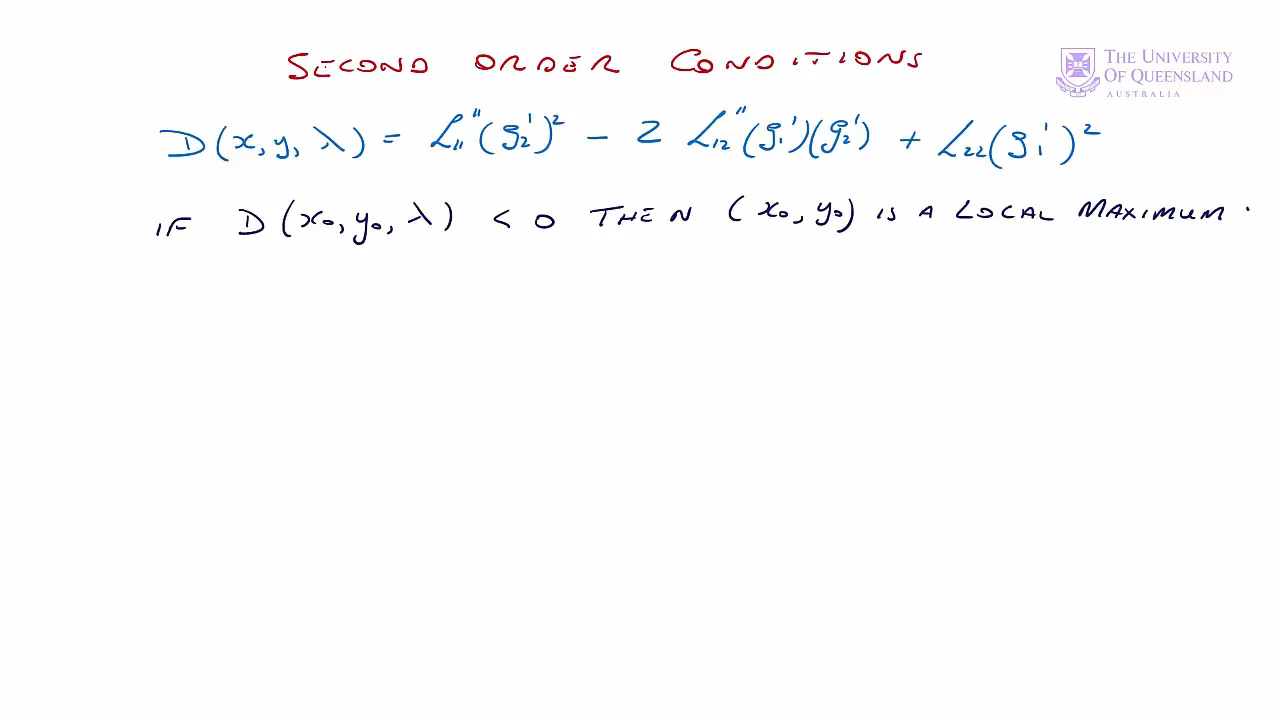 SECOND ORDER CONDITIONS
THE UNIVERSITY
OF QUEENSLAND
AUSTRALIA
D(x, y, λ) = L₁₁''(g₂')² − 2 L₁₂''(g₁')(g₂') + L₂₂(g₁')²
IF D(x₀, y₀, λ) < 0 THEN (x₀, y₀) IS A LOCAL MAXIMUM.